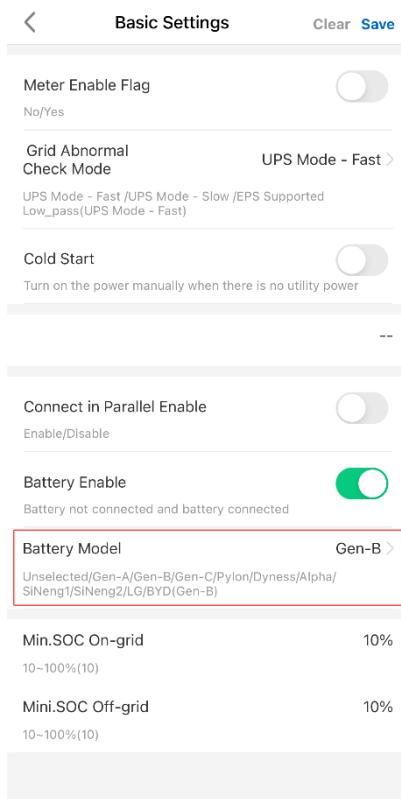 Basic Settings
Clear Save
Meter Enable Flag
No/Yes
Grid Abnormal
Check Mode
UPS Mode - Fast
UPS Mode - Fast /UPS Mode - Slow /EPS Supported
Low_pass(UPS Mode - Fast)
Cold Start
Turn on the power manually when there is no utility power
--
Connect in Parallel Enable
Enable/Disable
Battery Enable
Battery not connected and battery connected
Battery Model
Gen-B
Unselected/Gen-A/Gen-B/Gen-C/Pylon/Dyness/Alpha/
SiNeng1/SiNeng2/LG/BYD(Gen-B)
Min.SOC On-grid
10%
10~100%(10)
Mini.SOC Off-grid
10%
10~100%(10)